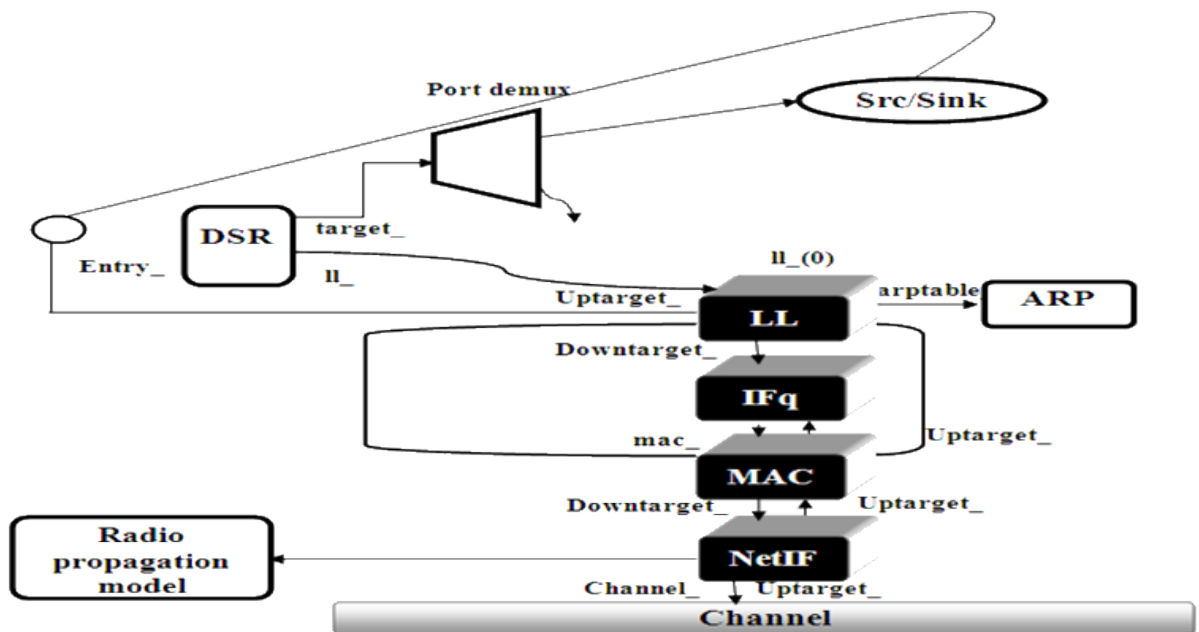 Port demux
Src/Sink
DSR
target_
Entry_
ll_
ll_(0)
Uptarget_
arptable
ARP
LL
Downtarget_
IFq
mac_
Uptarget_
MAC
Downtarget_
Uptarget_
Radio
propagation
model
NetIF
Channel_
Uptarget_
Channel